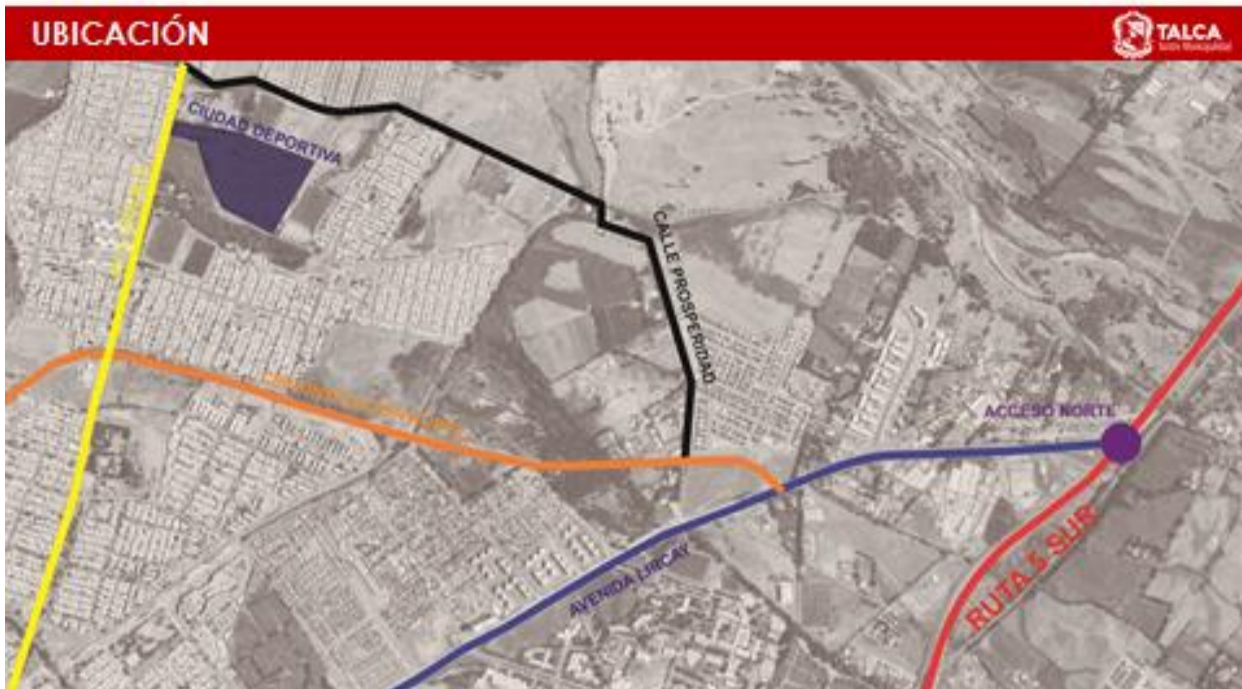 UBICACIÓN
TALCA
CIUDAD DEPORTIVA
CALLE PROSPERIDAD
ACCESO NORTE
AVENIDA LIRCAY
RUTA 5 SUR